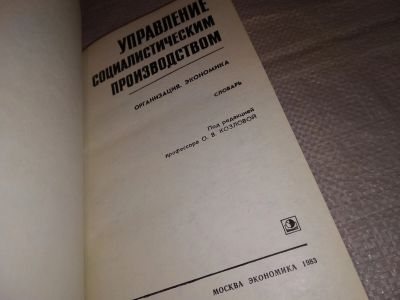 УПРАВЛЕНИЕ
СОЦИАЛИСТИЧЕСКИМ
ПРОИЗВОДСТВОМ
ОРГАНИЗАЦИЯ, ЭКОНОМИКА
СЛОВАРЬ
Под редакцией
профессора О. В. КОЗЛОВОЙ
МОСКВА ЭКОНОМИКА 1983